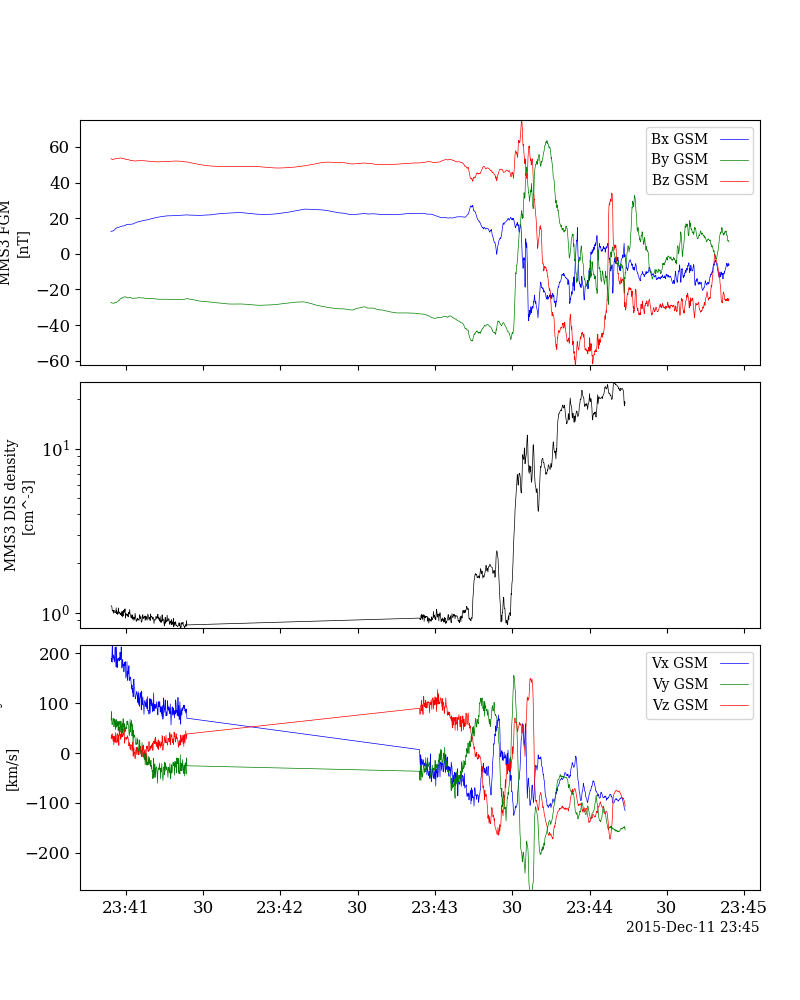 MMS3 FGM
[nT]
60
40
20
0
−20
−40
−60
Bx GSM
By GSM
Bz GSM
MMS3 DIS density
[cm^-3]
10^1
10^0
[km/s]
200
100
0
−100
−200
Vx GSM
Vy GSM
Vz GSM
23:41 30 23:42 30 23:43 30 23:44 30 23:45
2015-Dec-11 23:45